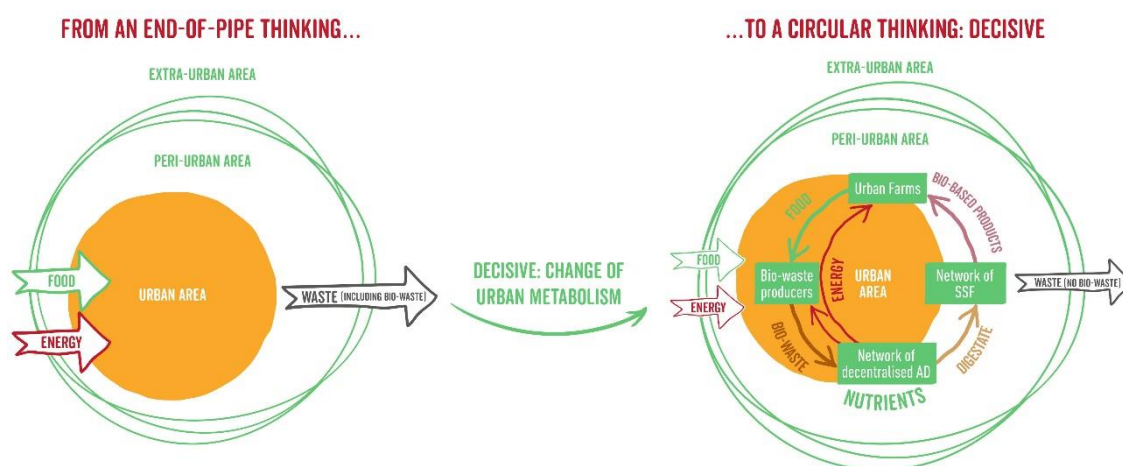 FROM AN END-OF-PIPE THINKING...
EXTRA-URBAN AREA
PERI-URBAN AREA
FOOD
URBAN AREA
ENERGY
WASTE (INCLUDING BIO-WASTE)
DECISIVE: CHANGE OF
URBAN METABOLISM
...TO A CIRCULAR THINKING: DECISIVE
EXTRA-URBAN AREA
PERI-URBAN AREA
Urban Farms
FOOD
BIO-BASED PRODUCTS
FOOD
ENERGY
Bio-waste
producers
ENERGY
URBAN
AREA
Network of
SSF
WASTE (NO BIO-WASTE)
BIO-WASTE
DIGESTATE
Network of
decentralised AD
NUTRIENTS